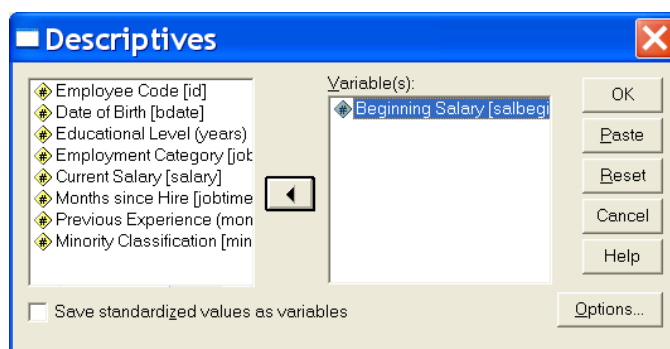 Descriptives
Employee Code [id]
Date of Birth [bdate]
Educational Level (years)
Employment Category [job
Current Salary [salary]
Months since Hire [jobtime
Previous Experience (mon
Minority Classification [min
Variable(s):
Beginning Salary [salbegi
OK
Paste
Reset
Cancel
Help
Save standardized values as variables
Options...